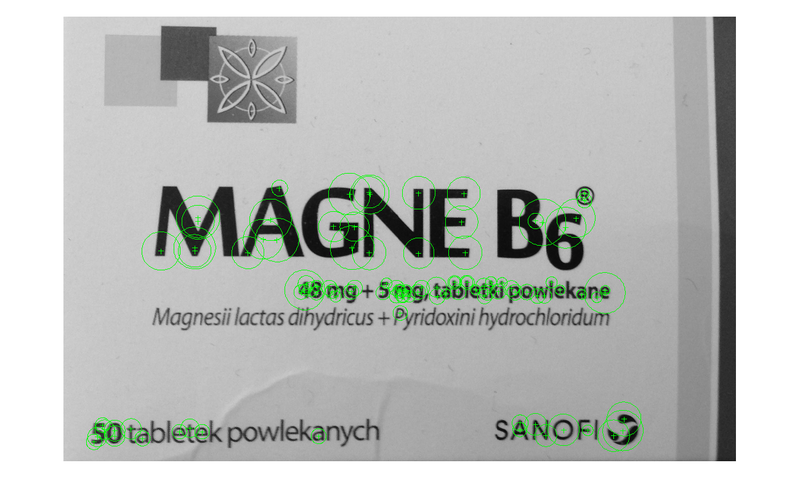 MAGNE B6®
48 mg + 5 mg, tabletki powlekane
Magnesii lactas dihydricus + Pyridoxini hydrochloridum
50 tabletek powlekanych
SANOFI